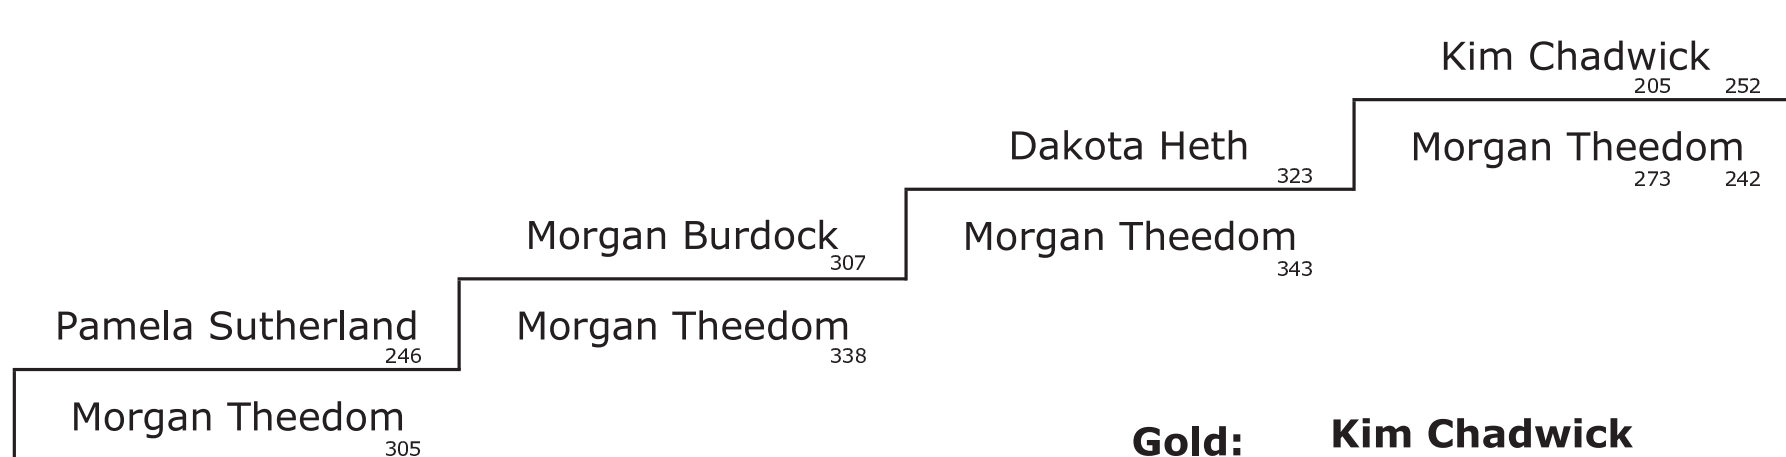 Kim Chadwick
205 252
Morgan Theedom
273 242
Dakota Heth
323
Morgan Theedom
343
Morgan Burdock
307
Morgan Theedom
338
Pamela Sutherland
246
Morgan Theedom
305
Gold: Kim Chadwick